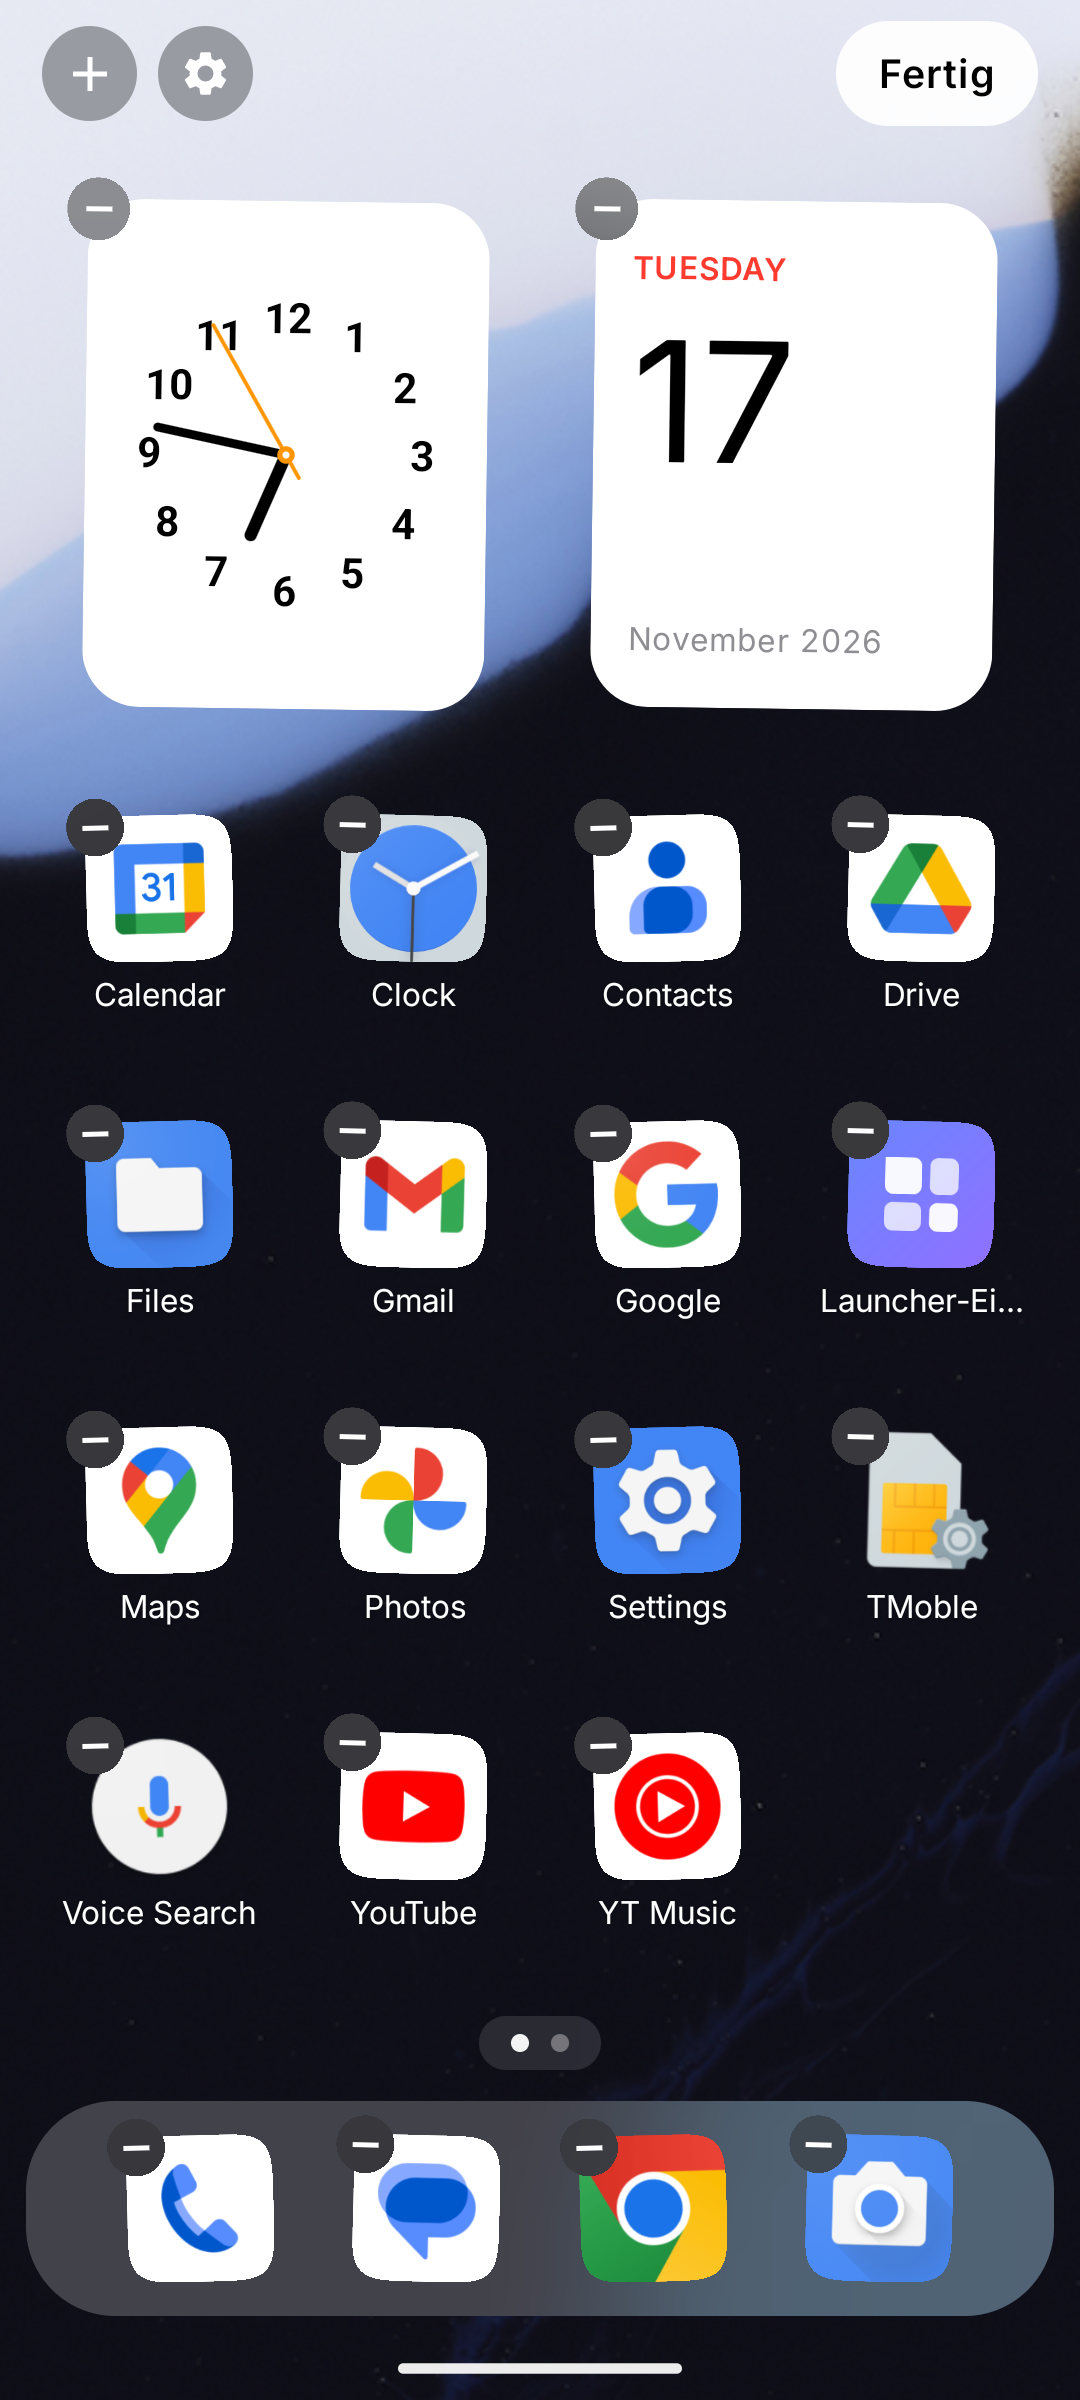 Fertig
12
11
1
10
2
9
3
8
4
7
5
6
TUESDAY
17
November 2026
31
Calendar
Clock
Contacts
Drive
Files
Gmail
Google
Launcher-Ei...
Maps
Photos
Settings
TMoble
Voice Search
YouTube
YT Music